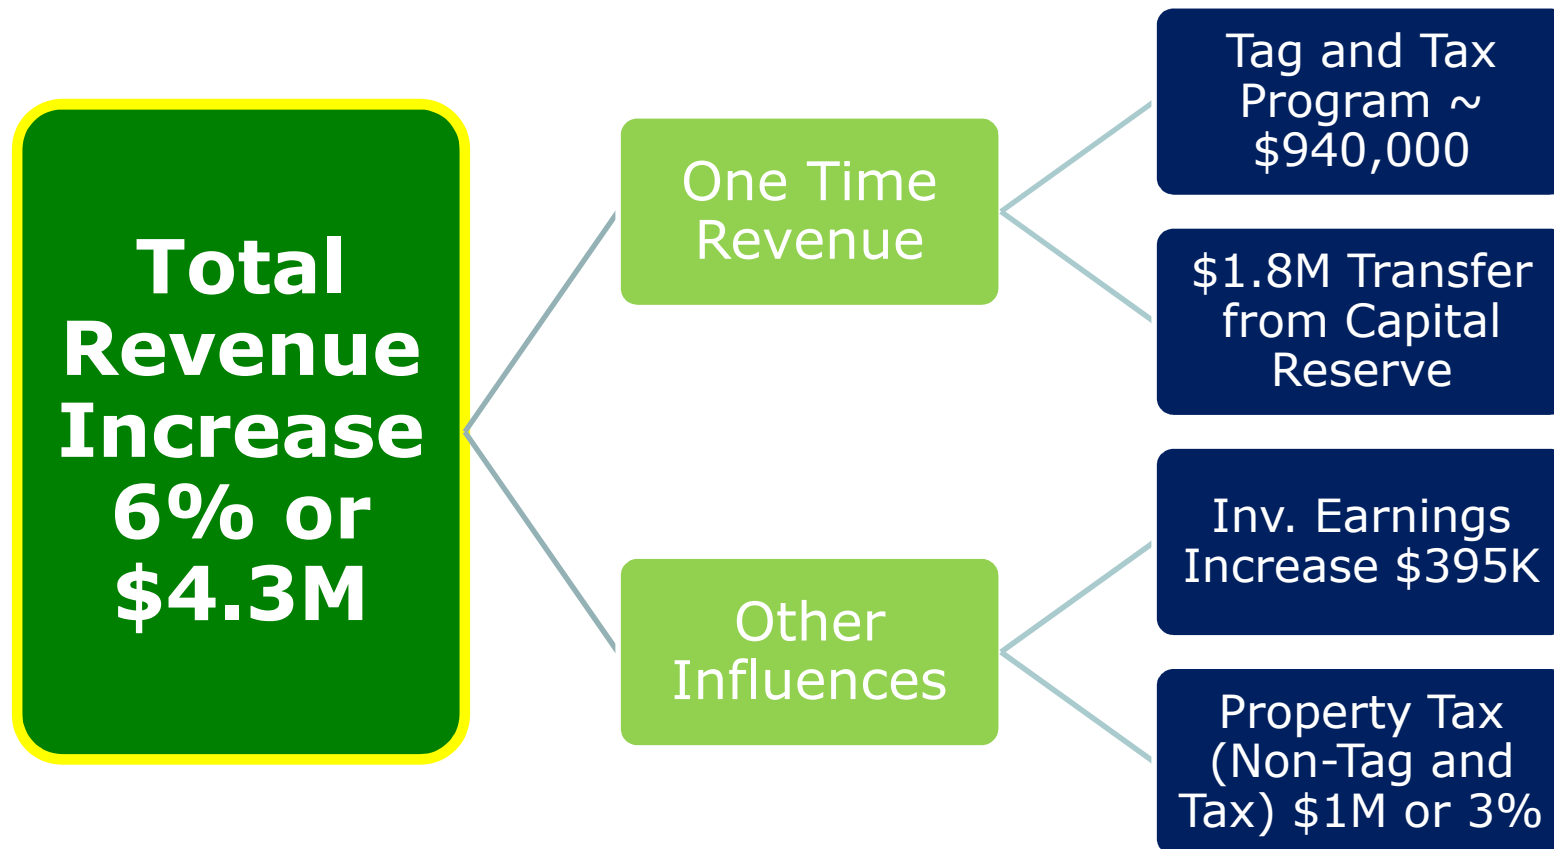 Total
Revenue
Increase
6% or
$4.3M
One Time
Revenue
Tag and Tax
Program ~
$940,000
$1.8M Transfer
from Capital
Reserve
Other
Influences
Inv. Earnings
Increase $395K
Property Tax
(Non-Tag and
Tax) $1M or 3%